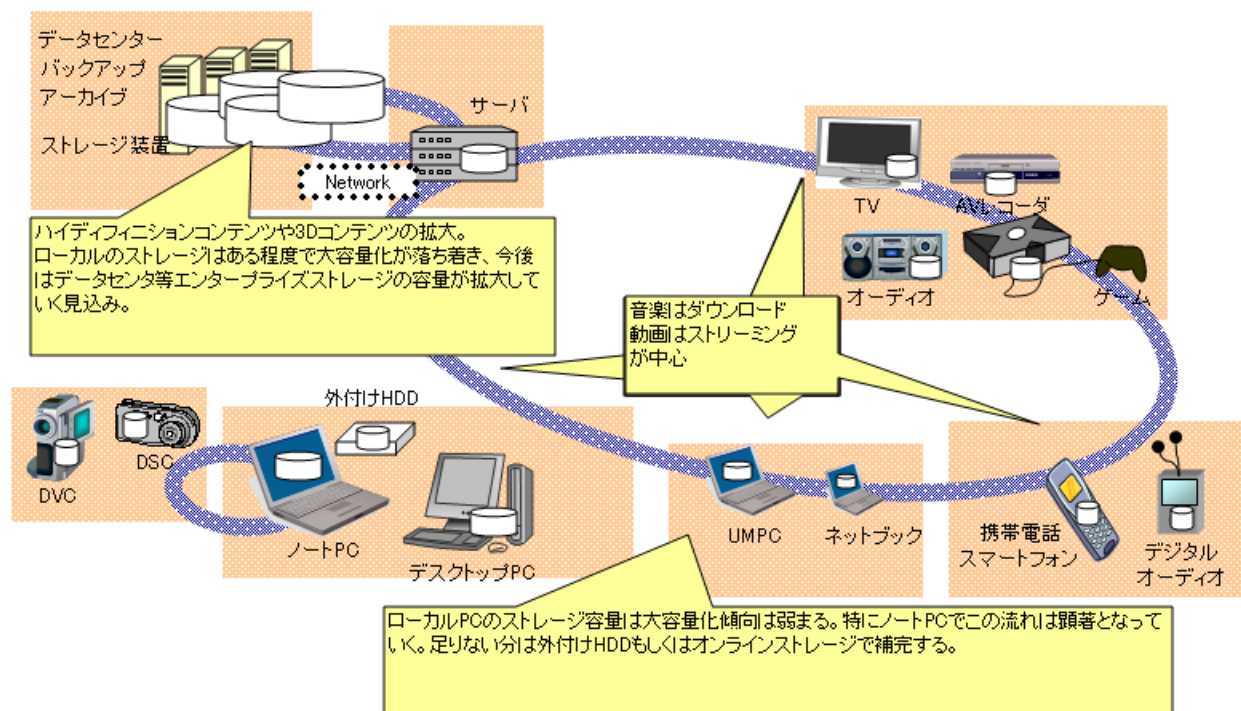 データセンター
バックアップ
アーカイブ
ストレージ装置
サーバ
Network
TV
AVレコーダ
オーディオ
ゲーム
ハイディフィニションコンテンツや3Dコンテンツの拡大。
ローカルのストレージはある程度で大容量化が落ち着き、今後
はデータセンタ等エンタープライズストレージの容量が拡大して
いく見込み。
音楽はダウンロード
動画はストリーミング
が中心
外付けHDD
DSC
DVC
ノートPC
デスクトップPC
UMPC
ネットブック
携帯電話
スマートフォン
デジタル
オーディオ
ローカルPCのストレージ容量は大容量化傾向は弱まる。特にノートPCでこの流れは顕著となって
いく。足りない分は外付けHDDもしくはオンラインストレージで補完する。